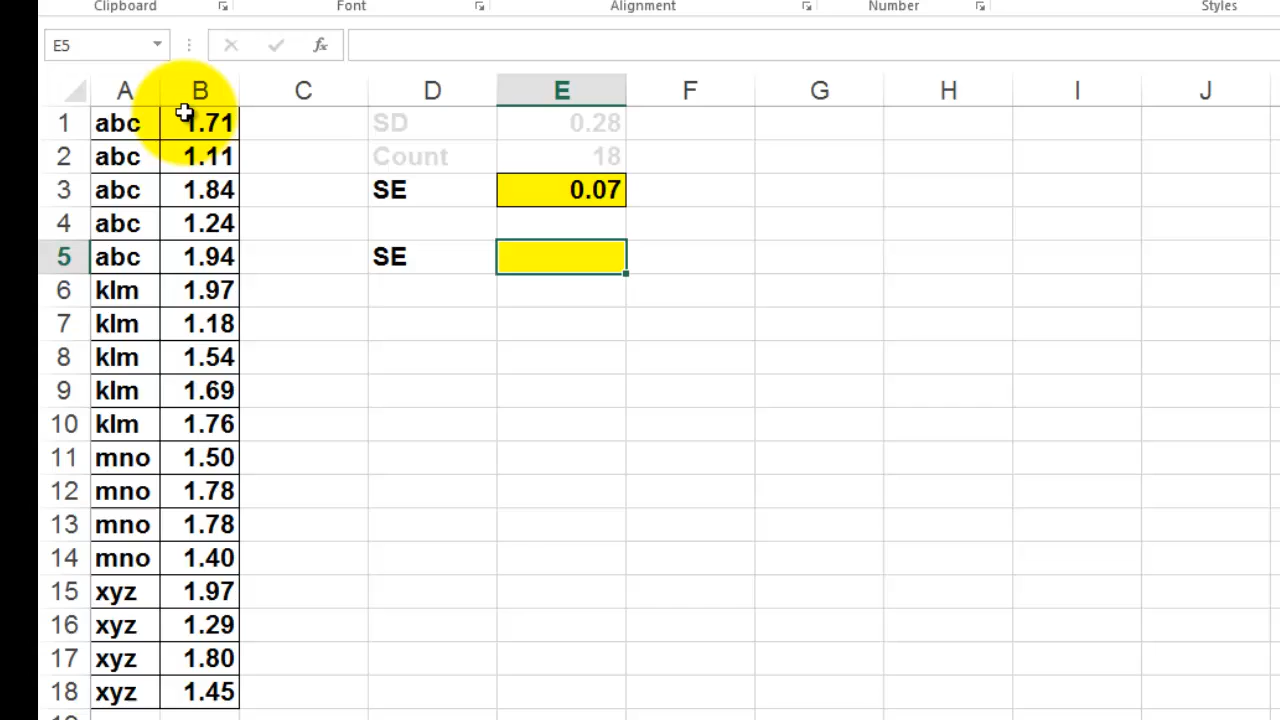 Clipboard Font Alignment Number Styles
E5 fx
A B C D E F G H I J
1 abc 1.71 SD 0.28
2 abc 1.11 Count 18
3 abc 1.84 SE 0.07
4 abc 1.24
5 abc 1.94 SE
6 klm 1.97
7 klm 1.18
8 klm 1.54
9 klm 1.69
10 klm 1.76
11 mno 1.50
12 mno 1.78
13 mno 1.78
14 mno 1.40
15 xyz 1.97
16 xyz 1.29
17 xyz 1.80
18 xyz 1.45